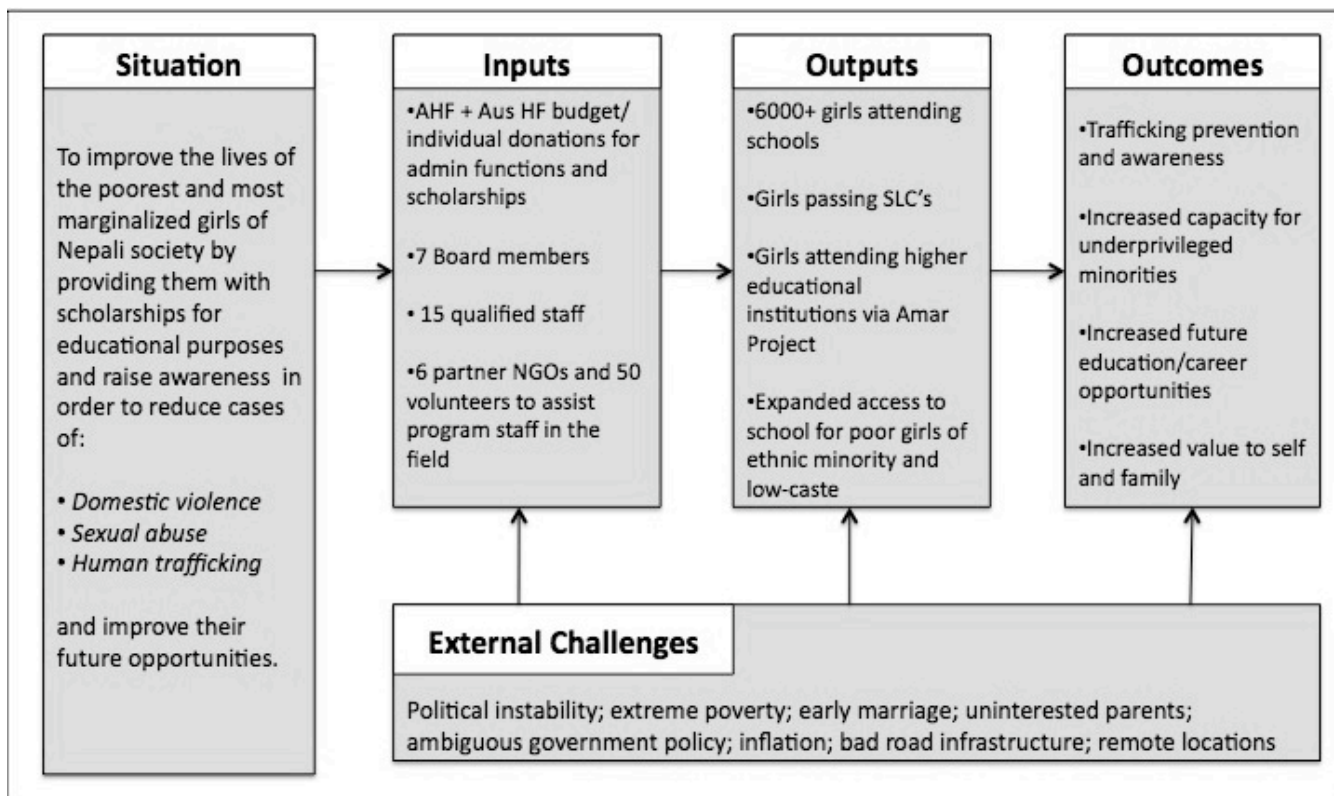 Situation
To improve the lives of
the poorest and most
marginalized girls of
Nepali society by
providing them with
scholarships for
educational purposes
and raise awareness in
order to reduce cases
of:
• Domestic violence
• Sexual abuse
• Human trafficking
and improve their
future opportunities.
Inputs
•AHF + Aus HF budget/
individual donations for
admin functions and
scholarships
•7 Board members
• 15 qualified staff
•6 partner NGOs and 50
volunteers to assist
program staff in the
field
Outputs
•6000+ girls attending
schools
•Girls passing SLC's
•Girls attending higher
educational
institutions via Amar
Project
•Expanded access to
school for poor girls of
ethnic minority and
low-caste
Outcomes
•Trafficking prevention
and awareness
•Increased capacity for
underprivileged
minorities
•Increased future
education/career
opportunities
•Increased value to self
and family
External Challenges
Political instability; extreme poverty; early marriage; uninterested parents;
ambiguous government policy; inflation; bad road infrastructure; remote locations